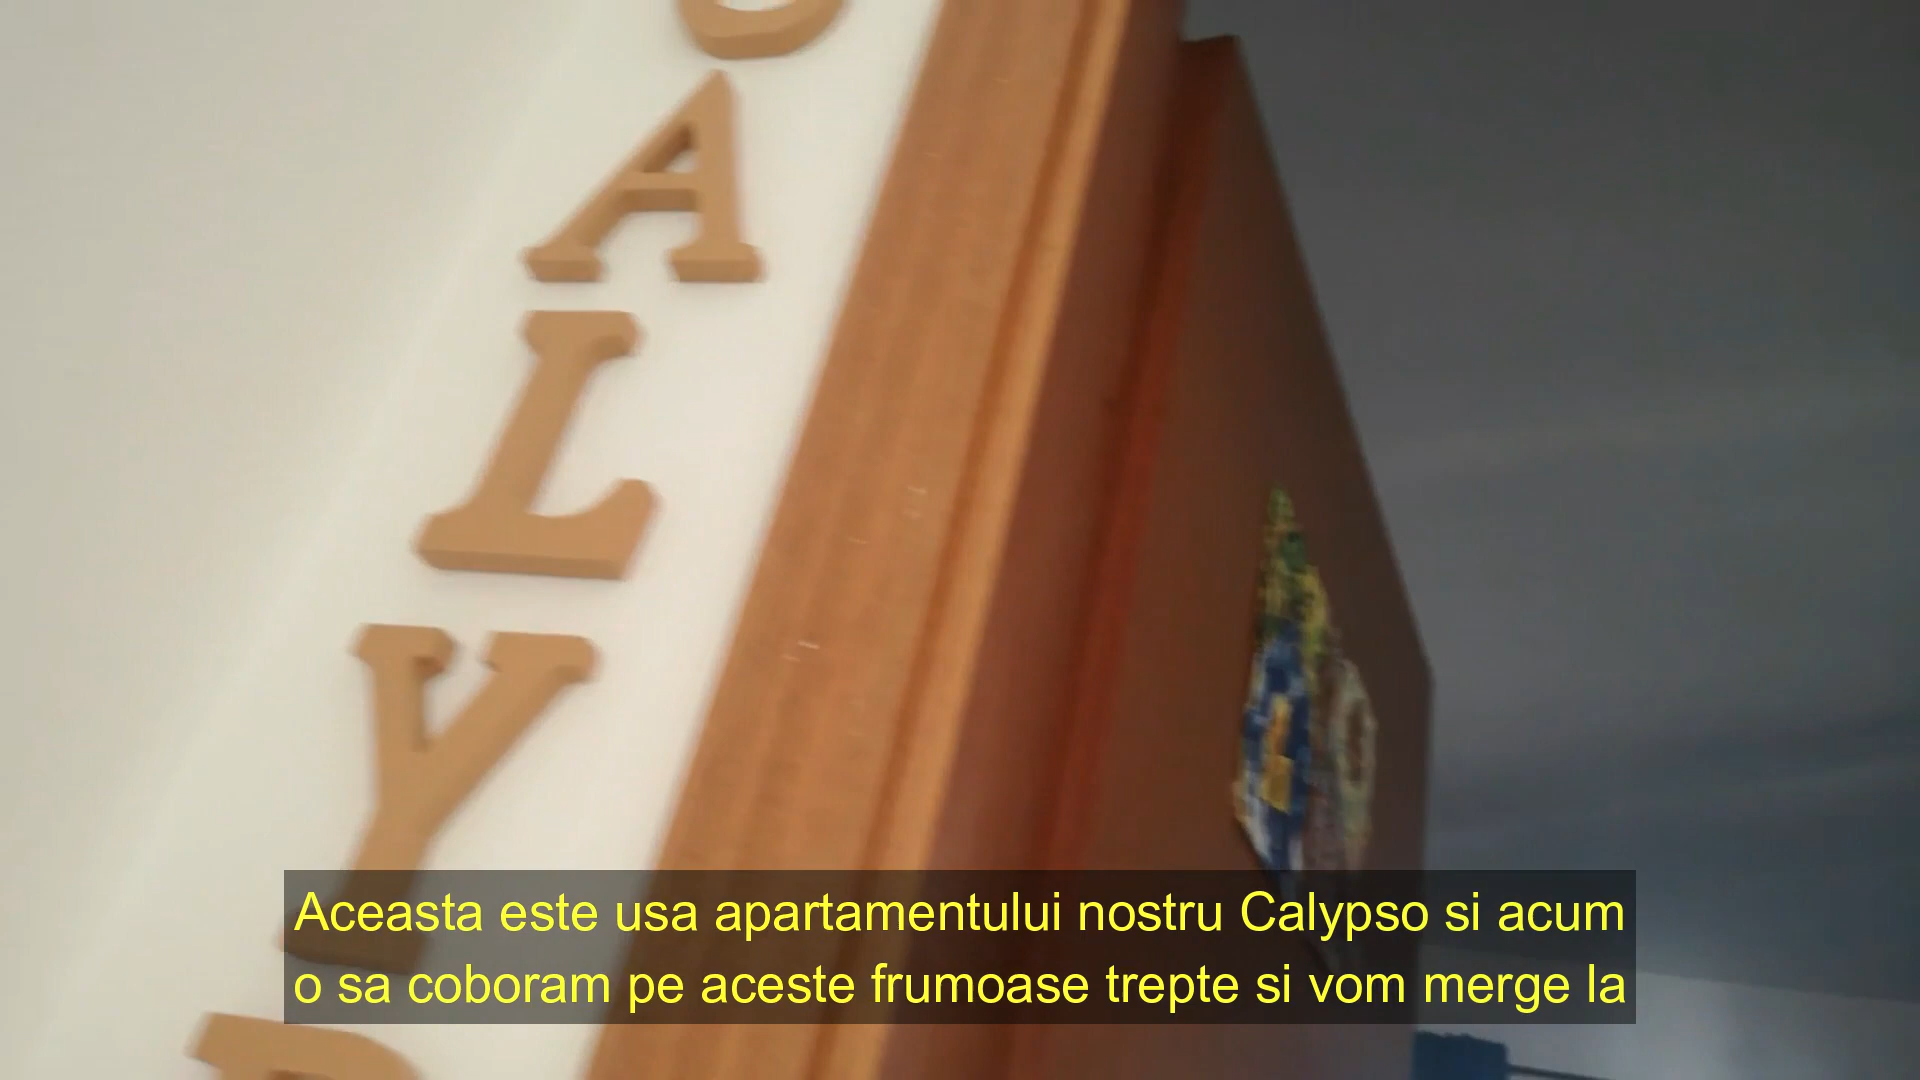 C
A
L
Y
P
Aceasta este usa apartamentului nostru Calypso si acum
o sa coboram pe aceste frumoase trepte si vom merge la